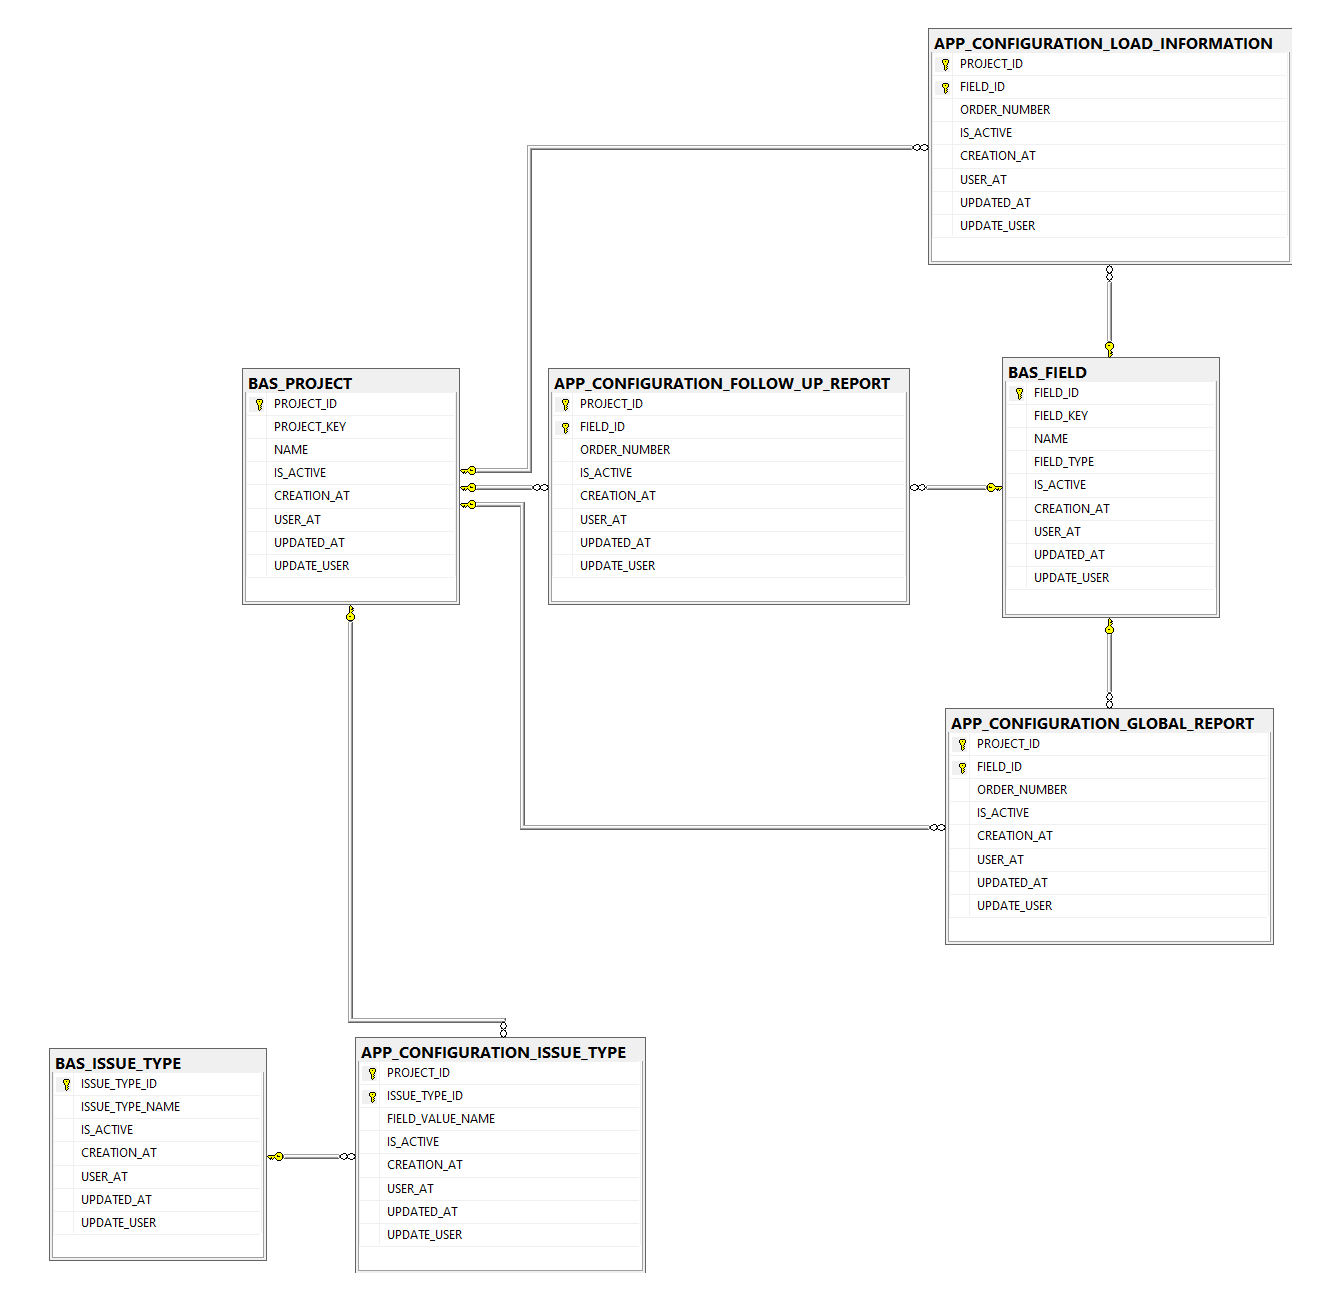 APP_CONFIGURATION_LOAD_INFORMATION
PROJECT_ID
FIELD_ID
ORDER_NUMBER
IS_ACTIVE
CREATION_AT
USER_AT
UPDATED_AT
UPDATE_USER
BAS_PROJECT
PROJECT_ID
PROJECT_KEY
NAME
IS_ACTIVE
CREATION_AT
USER_AT
UPDATED_AT
UPDATE_USER
APP_CONFIGURATION_FOLLOW_UP_REPORT
PROJECT_ID
FIELD_ID
ORDER_NUMBER
IS_ACTIVE
CREATION_AT
USER_AT
UPDATED_AT
UPDATE_USER
BAS_FIELD
FIELD_ID
FIELD_KEY
NAME
FIELD_TYPE
IS_ACTIVE
CREATION_AT
USER_AT
UPDATED_AT
UPDATE_USER
APP_CONFIGURATION_GLOBAL_REPORT
PROJECT_ID
FIELD_ID
ORDER_NUMBER
IS_ACTIVE
CREATION_AT
USER_AT
UPDATED_AT
UPDATE_USER
BAS_ISSUE_TYPE
ISSUE_TYPE_ID
ISSUE_TYPE_NAME
IS_ACTIVE
CREATION_AT
USER_AT
UPDATED_AT
UPDATE_USER
APP_CONFIGURATION_ISSUE_TYPE
PROJECT_ID
ISSUE_TYPE_ID
FIELD_VALUE_NAME
IS_ACTIVE
CREATION_AT
USER_AT
UPDATED_AT
UPDATE_USER